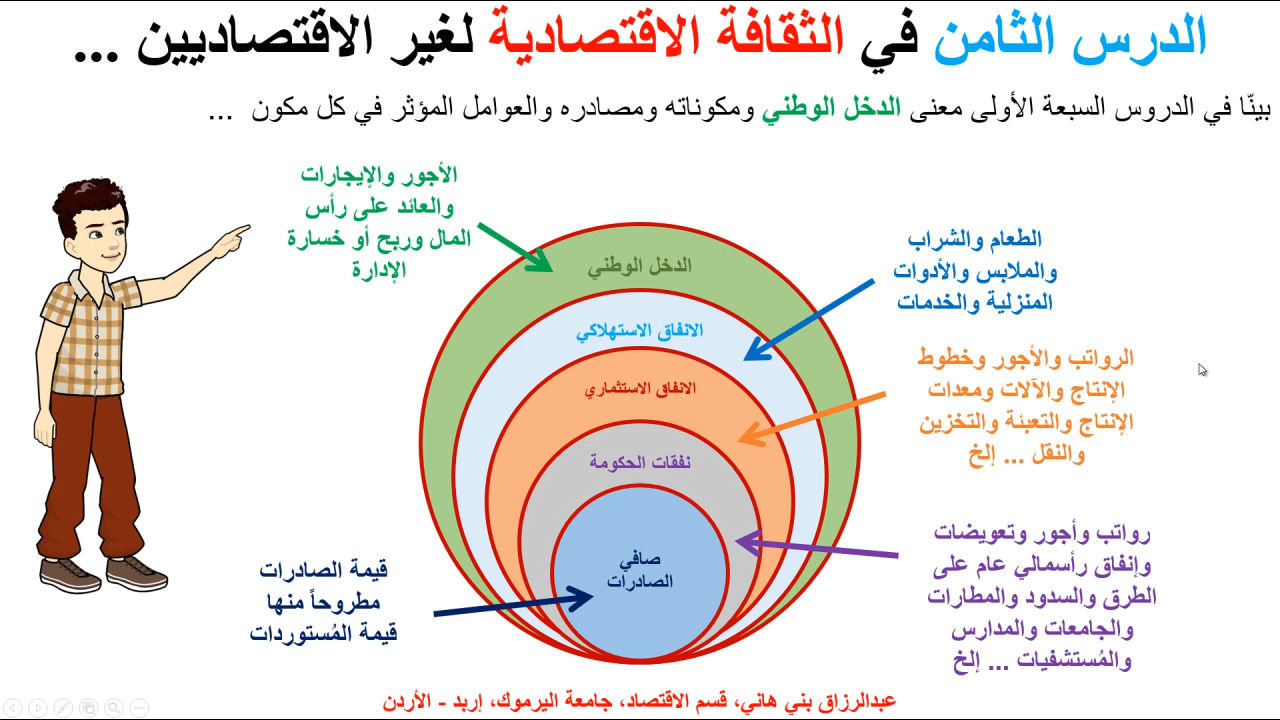 الدرس الثامن في الثقافة الاقتصادية لغير الاقتصاديين ...
بينّا في الدروس السبعة الأولى معنى الدخل الوطني ومكوناته ومصادره والعوامل المؤثر في كل مكون ...
الأجور والإيجارات
والعائد على رأس
المال وربح أو خسارة
الإدارة
الطعام والشراب
والملابس والأدوات
المنزلية والخدمات
الرواتب والأجور وخطوط
الإنتاج والآلات ومعدات
الإنتاج والتعبئة والتخزين
والنقل ... إلخ
رواتب وأجور وتعويضات
وإنفاق رأسمالي عام على
الطرق والسدود والمطارات
والجامعات والمدارس
والمُستشفيات ... إلخ
الدخل الوطني
الانفاق الاستهلاكي
الانفاق الاستثماري
نفقات الحكومة
صافي
الصادرات
قيمة الصادرات
مطروحاً منها
قيمة المُستوردات
عبدالرزاق بني هاني، قسم الاقتصاد، جامعة اليرموك، إربد - الأردن